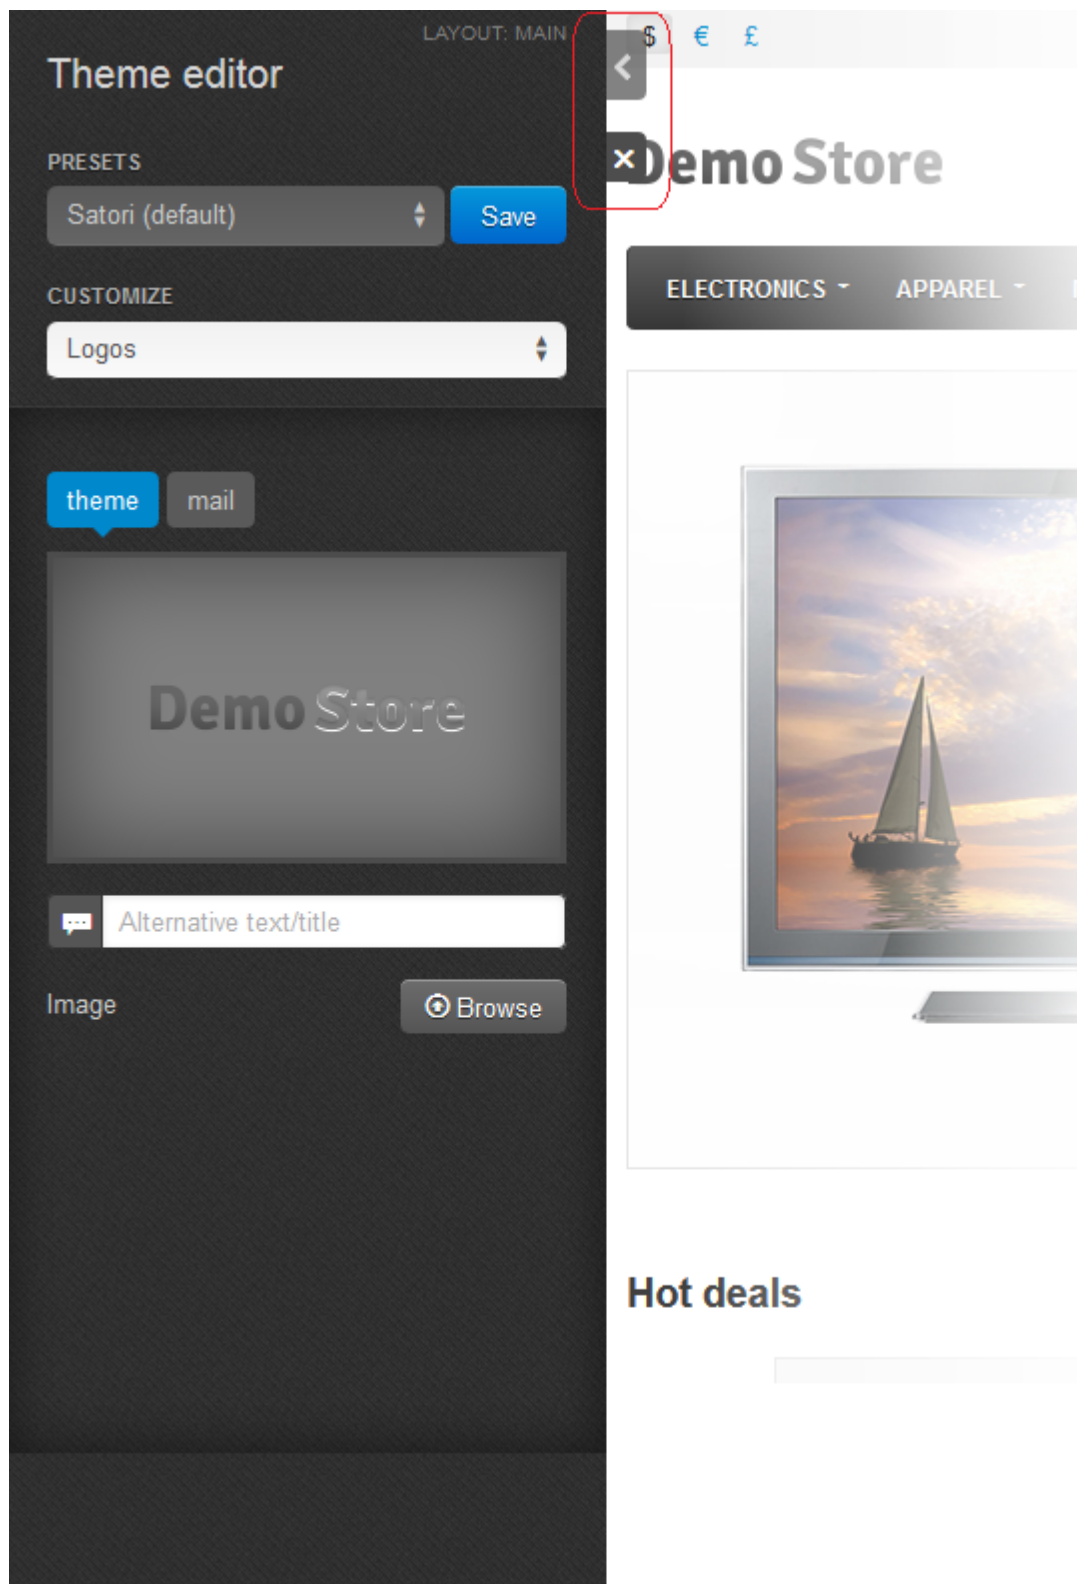 LAYOUT: MAIN
Theme editor
PRESETS
Satori (default)
Save
CUSTOMIZE
Logos
theme
mail
Demo Store
Alternative text/title
Image
Browse
$ € £
Demo Store
ELECTRONICS
APPAREL
Hot deals